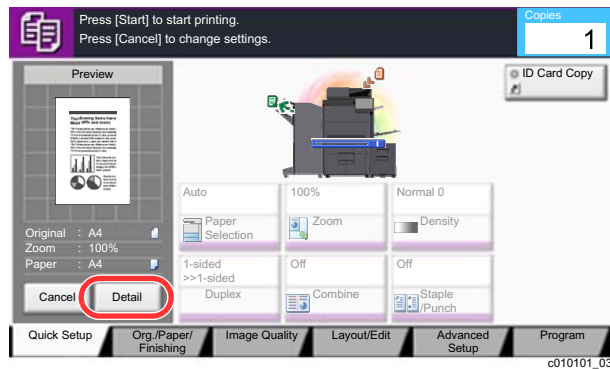 Press [Start] to start printing.
Press [Cancel] to change settings.
Copies
1
Preview
ID Card Copy
Original : A4
Zoom : 100%
Paper : A4
Cancel
Detail
Auto
Paper
Selection
100%
Zoom
Normal 0
Density
1-sided
>>1-sided
Duplex
Off
Combine
Off
Staple
/Punch
Quick Setup
Org./Paper/
Finishing
Image Quality
Layout/Edit
Advanced
Setup
Program
c010101_03